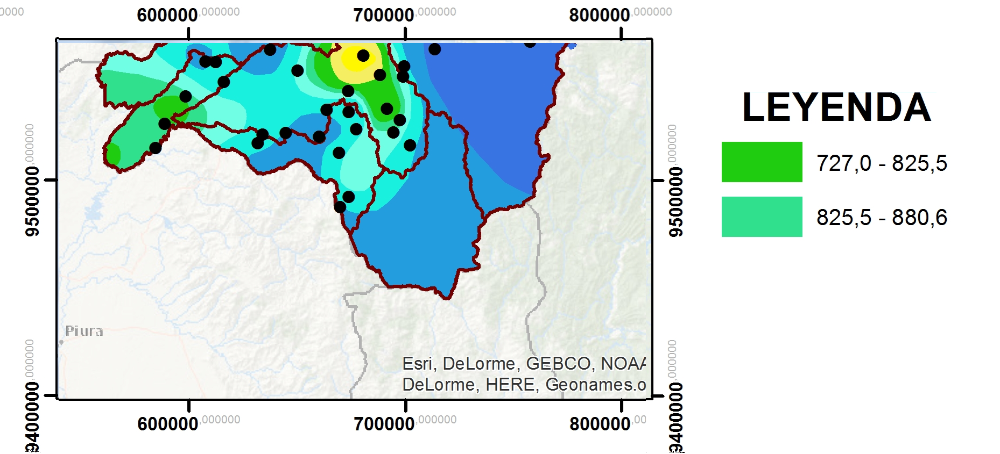 0000 600000,000000 700000,000000 800000,000000
9500000,000000
9400000,000000
Piura
Esri, DeLorme, GEBCO, NOAA
DeLorme, HERE, Geonames.o
600000,000000 700000,000000 800000,00
9500000,000000
9400000,000000
LEYENDA
727,0 - 825,5
825,5 - 880,6